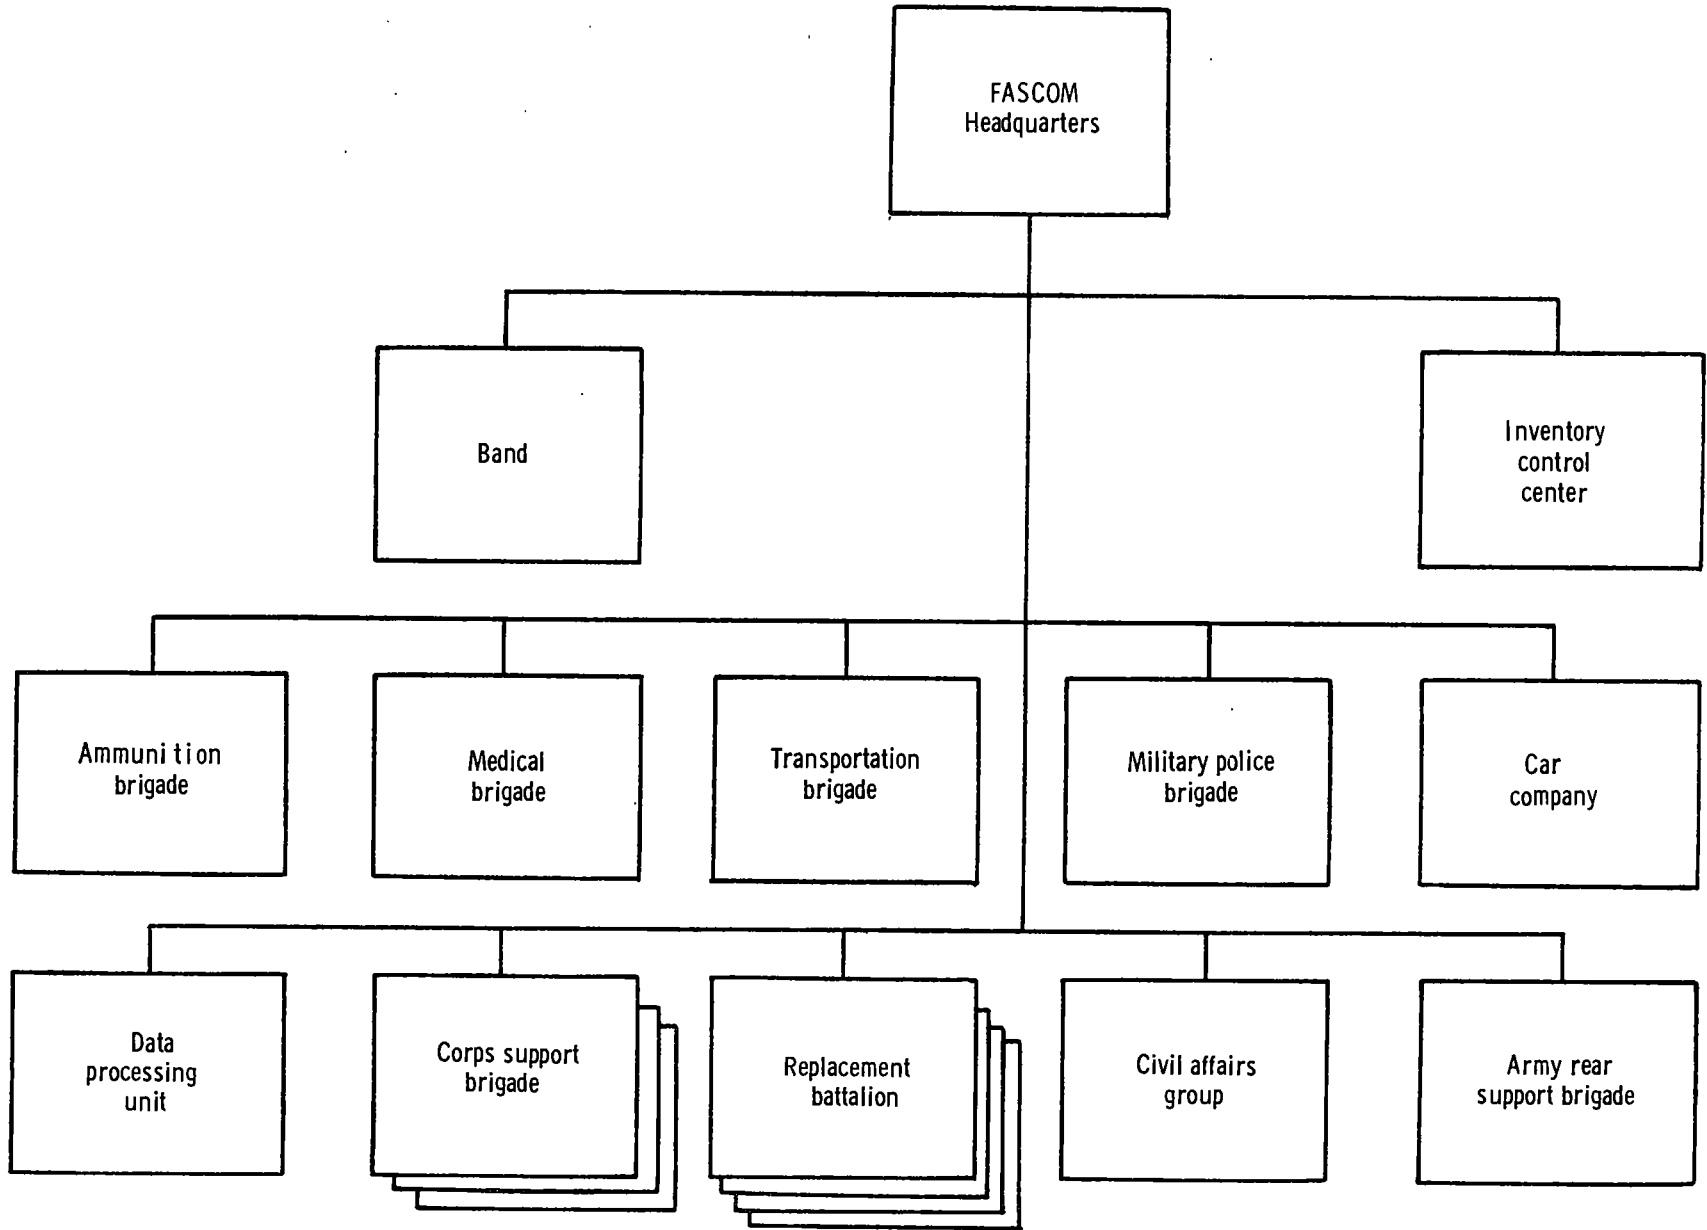 FASCOM
Headquarters
Band
Inventory
control
center
Ammunition
brigade
Medical
brigade
Transportation
brigade
Military police
brigade
Car
company
Data
processing
unit
Corps support
brigade
Replacement
battalion
Civil affairs
group
Army rear
support brigade